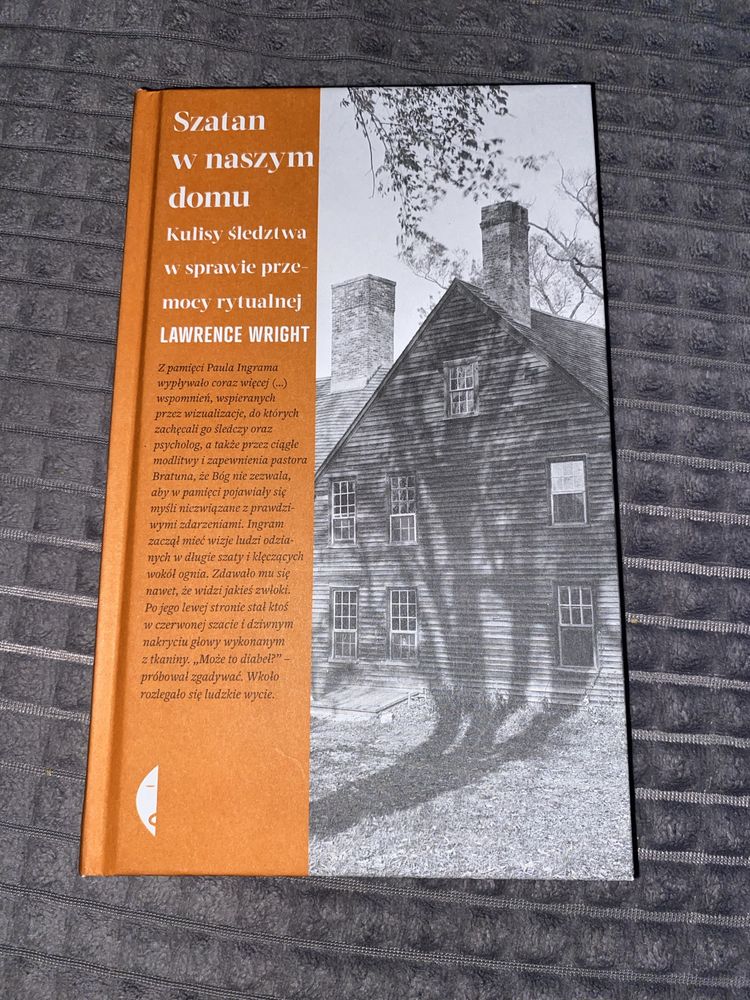 Szatan
w naszym
domu
Kulisy śledztwa
w sprawie prze-
mocy rytualnej
LAWRENCE WRIGHT
Z pamięci Paula Ingrama
wypływało coraz więcej (...)
wspomnień, wspieranych
przez wizualizacje, do których
zachęcali go śledczy oraz
psycholog, a także przez ciągłe
modlitwy i zapewnienia pastora
Bratuna, że Bóg nie zezwala,
aby w pamięci pojawiały się
myśli niezwiązane z prawdzi-
wymi zdarzeniami. Ingram
zaczął mieć wizje ludzi odzia-
nych w długie szaty i klęczących
wokół ognia. Zdawało mu się
nawet, że widzi jakieś zwłoki.
Po jego lewej stronie stał ktoś
w czerwonej szacie i dziwnym
nakryciu głowy wykonanym
z tkaniny. „Może to diabeł?” –
próbował zgadywać. Wkoło
rozlegało się ludzkie wycie.